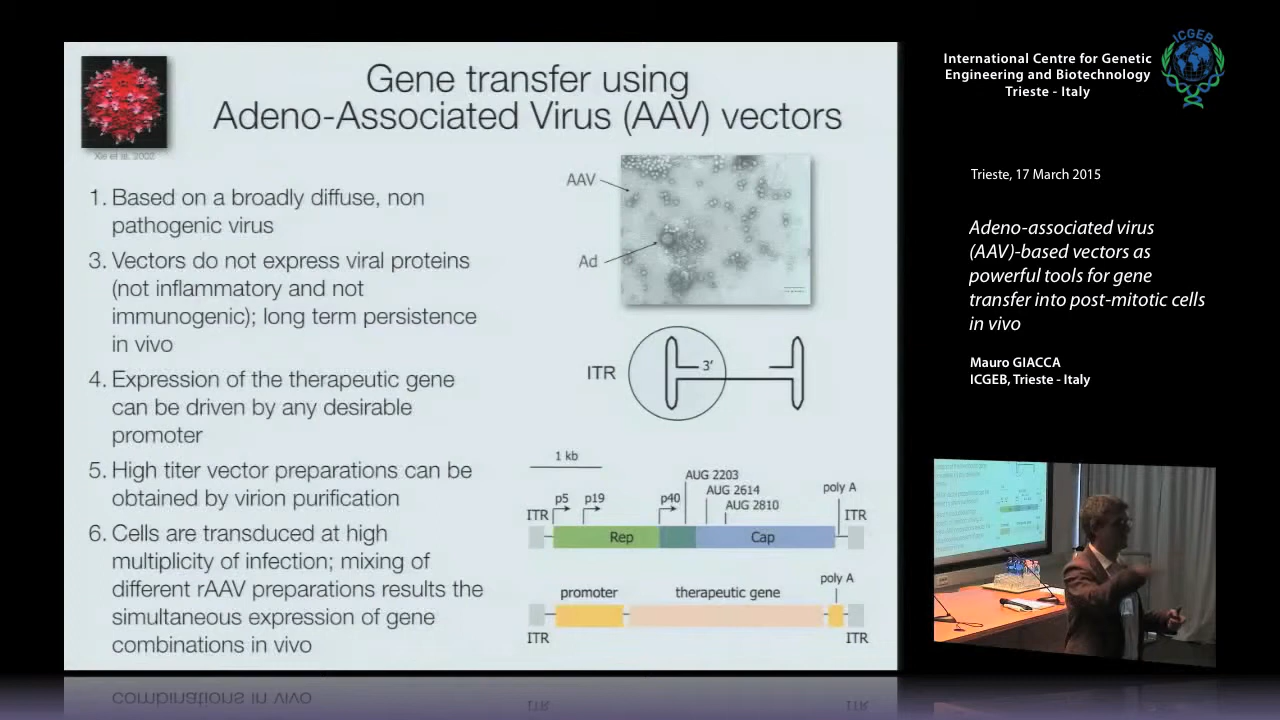 Gene transfer using
Adeno-Associated Virus (AAV) vectors
Xie et al. 2002
1. Based on a broadly diffuse, non
pathogenic virus
3. Vectors do not express viral proteins
(not inflammatory and not
immunogenic); long term persistence
in vivo
4. Expression of the therapeutic gene
can be driven by any desirable
promoter
5. High titer vector preparations can be
obtained by virion purification
6. Cells are transduced at high
multiplicity of infection; mixing of
different rAAV preparations results the
simultaneous expression of gene
combinations in vivo
AAV
Ad
ITR
3'
1 kb
AUG 2203
AUG 2614
AUG 2810
poly A
p5
p19
p40
ITR
ITR
Rep
Cap
poly A
promoter
therapeutic gene
ITR
ITR
International Centre for Genetic
Engineering and Biotechnology
Trieste - Italy
ICGEB
Trieste, 17 March 2015
Adeno-associated virus
(AAV)-based vectors as
powerful tools for gene
transfer into post-mitotic cells
in vivo
Mauro GIACCA
ICGEB, Trieste - Italy